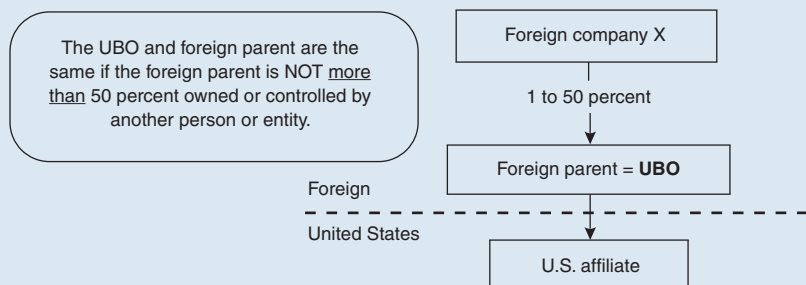 The UBO and foreign parent are the
same if the foreign parent is NOT more
than 50 percent owned or controlled by
another person or entity.
Foreign company X
1 to 50 percent
Foreign parent = UBO
Foreign
United States
U.S. affiliate